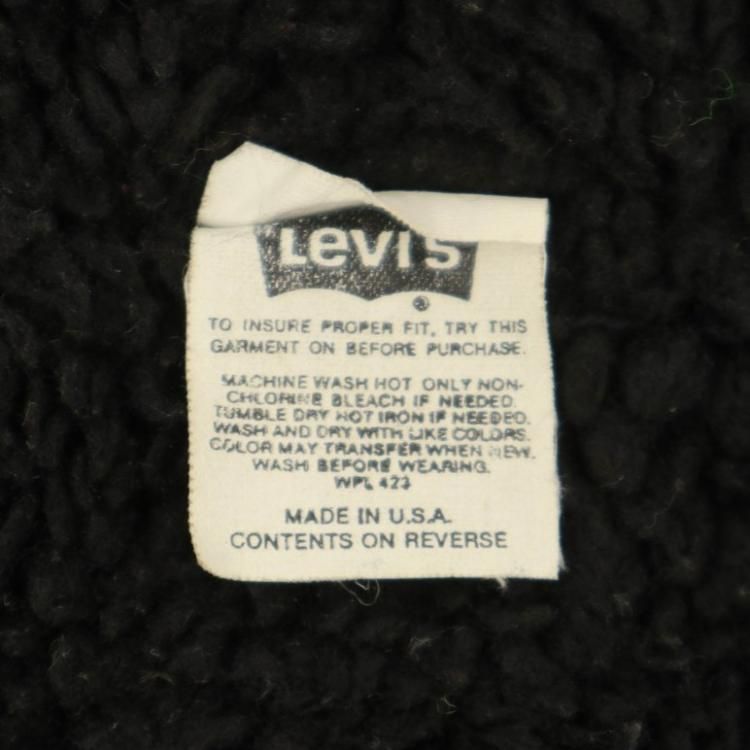 Levi's
®
TO INSURE PROPER FIT, TRY THIS
GARMENT ON BEFORE PURCHASE.
MACHINE WASH HOT ONLY NON-
CHLORINE BLEACH IF NEEDED.
TUMBLE DRY HOT IRON IF NEEDED.
WASH AND DRY WITH LIKE COLORS.
COLOR MAY TRANSFER WHEN NEW.
WASH BEFORE WEARING.
WPL 423
MADE IN U.S.A.
CONTENTS ON REVERSE